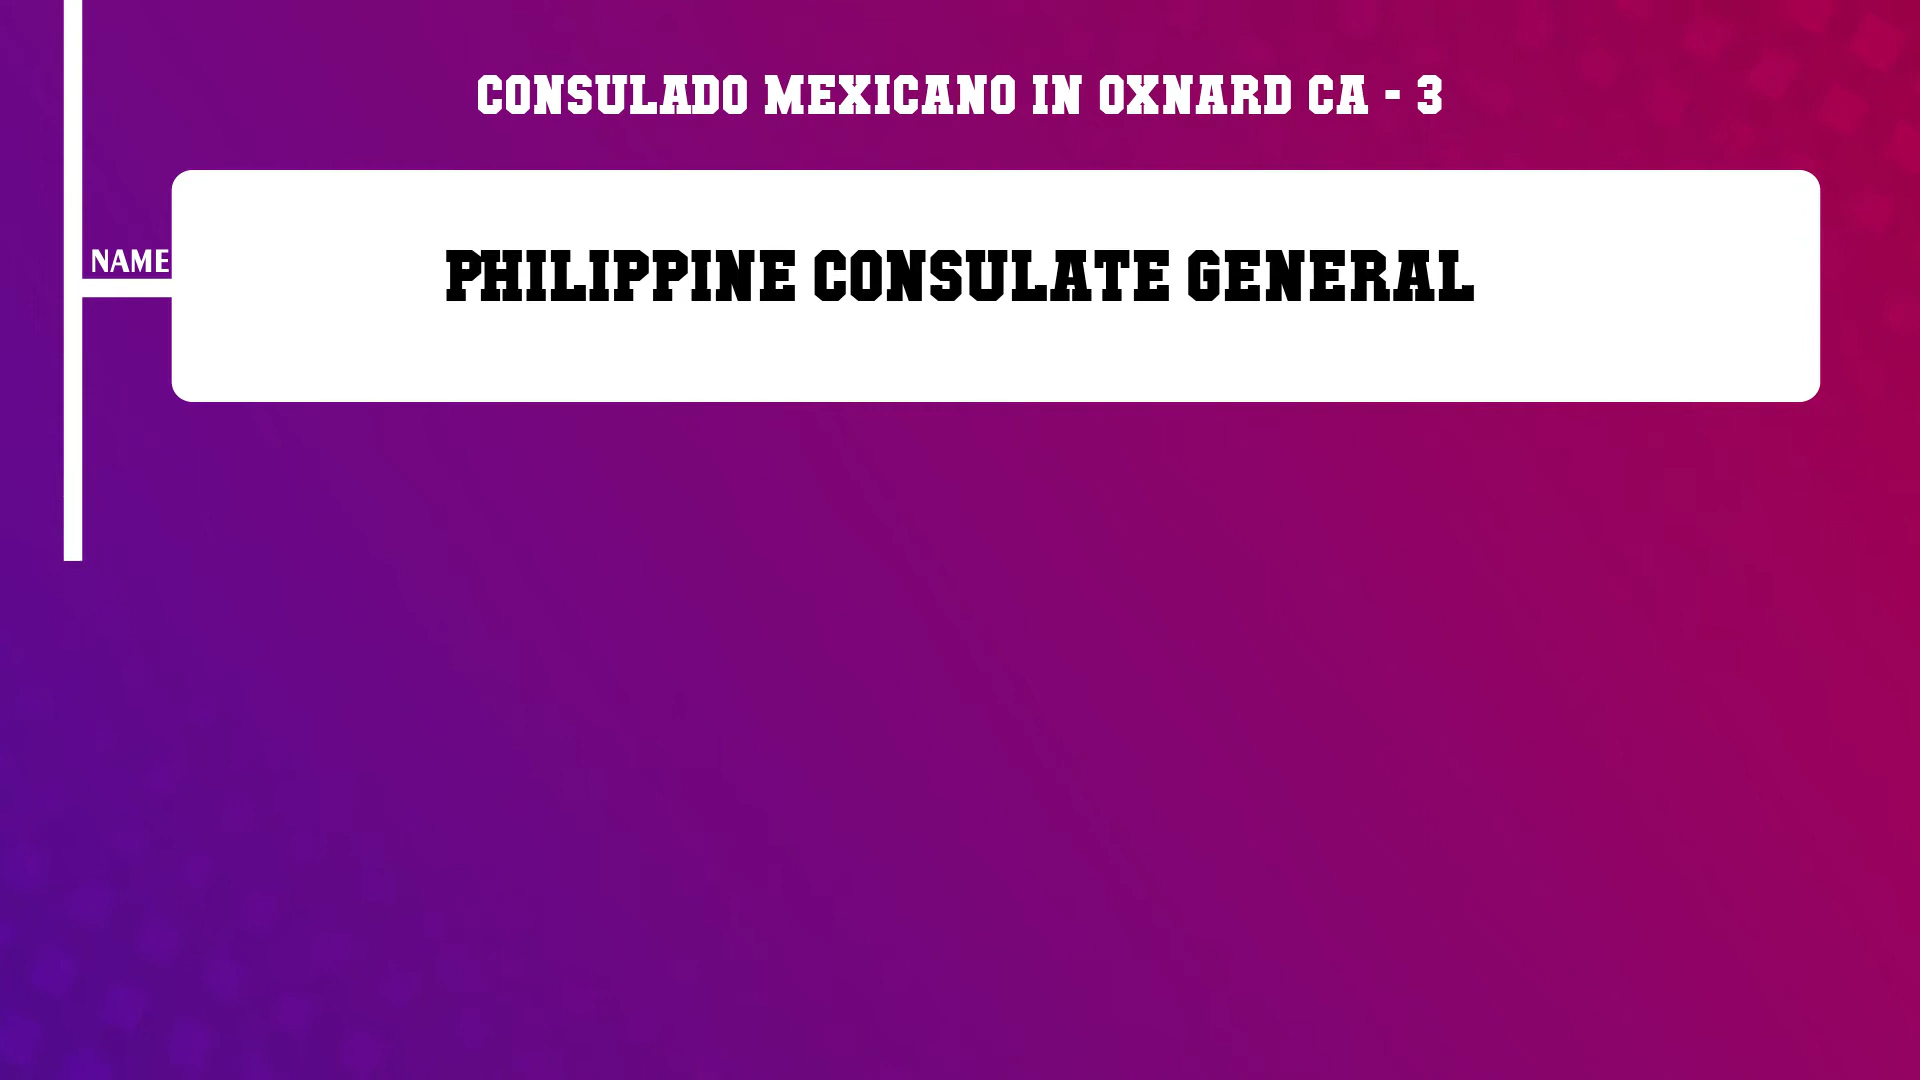 CONSULADO MEXICANO IN OXNARD CA - 3
NAME
PHILIPPINE CONSULATE GENERAL